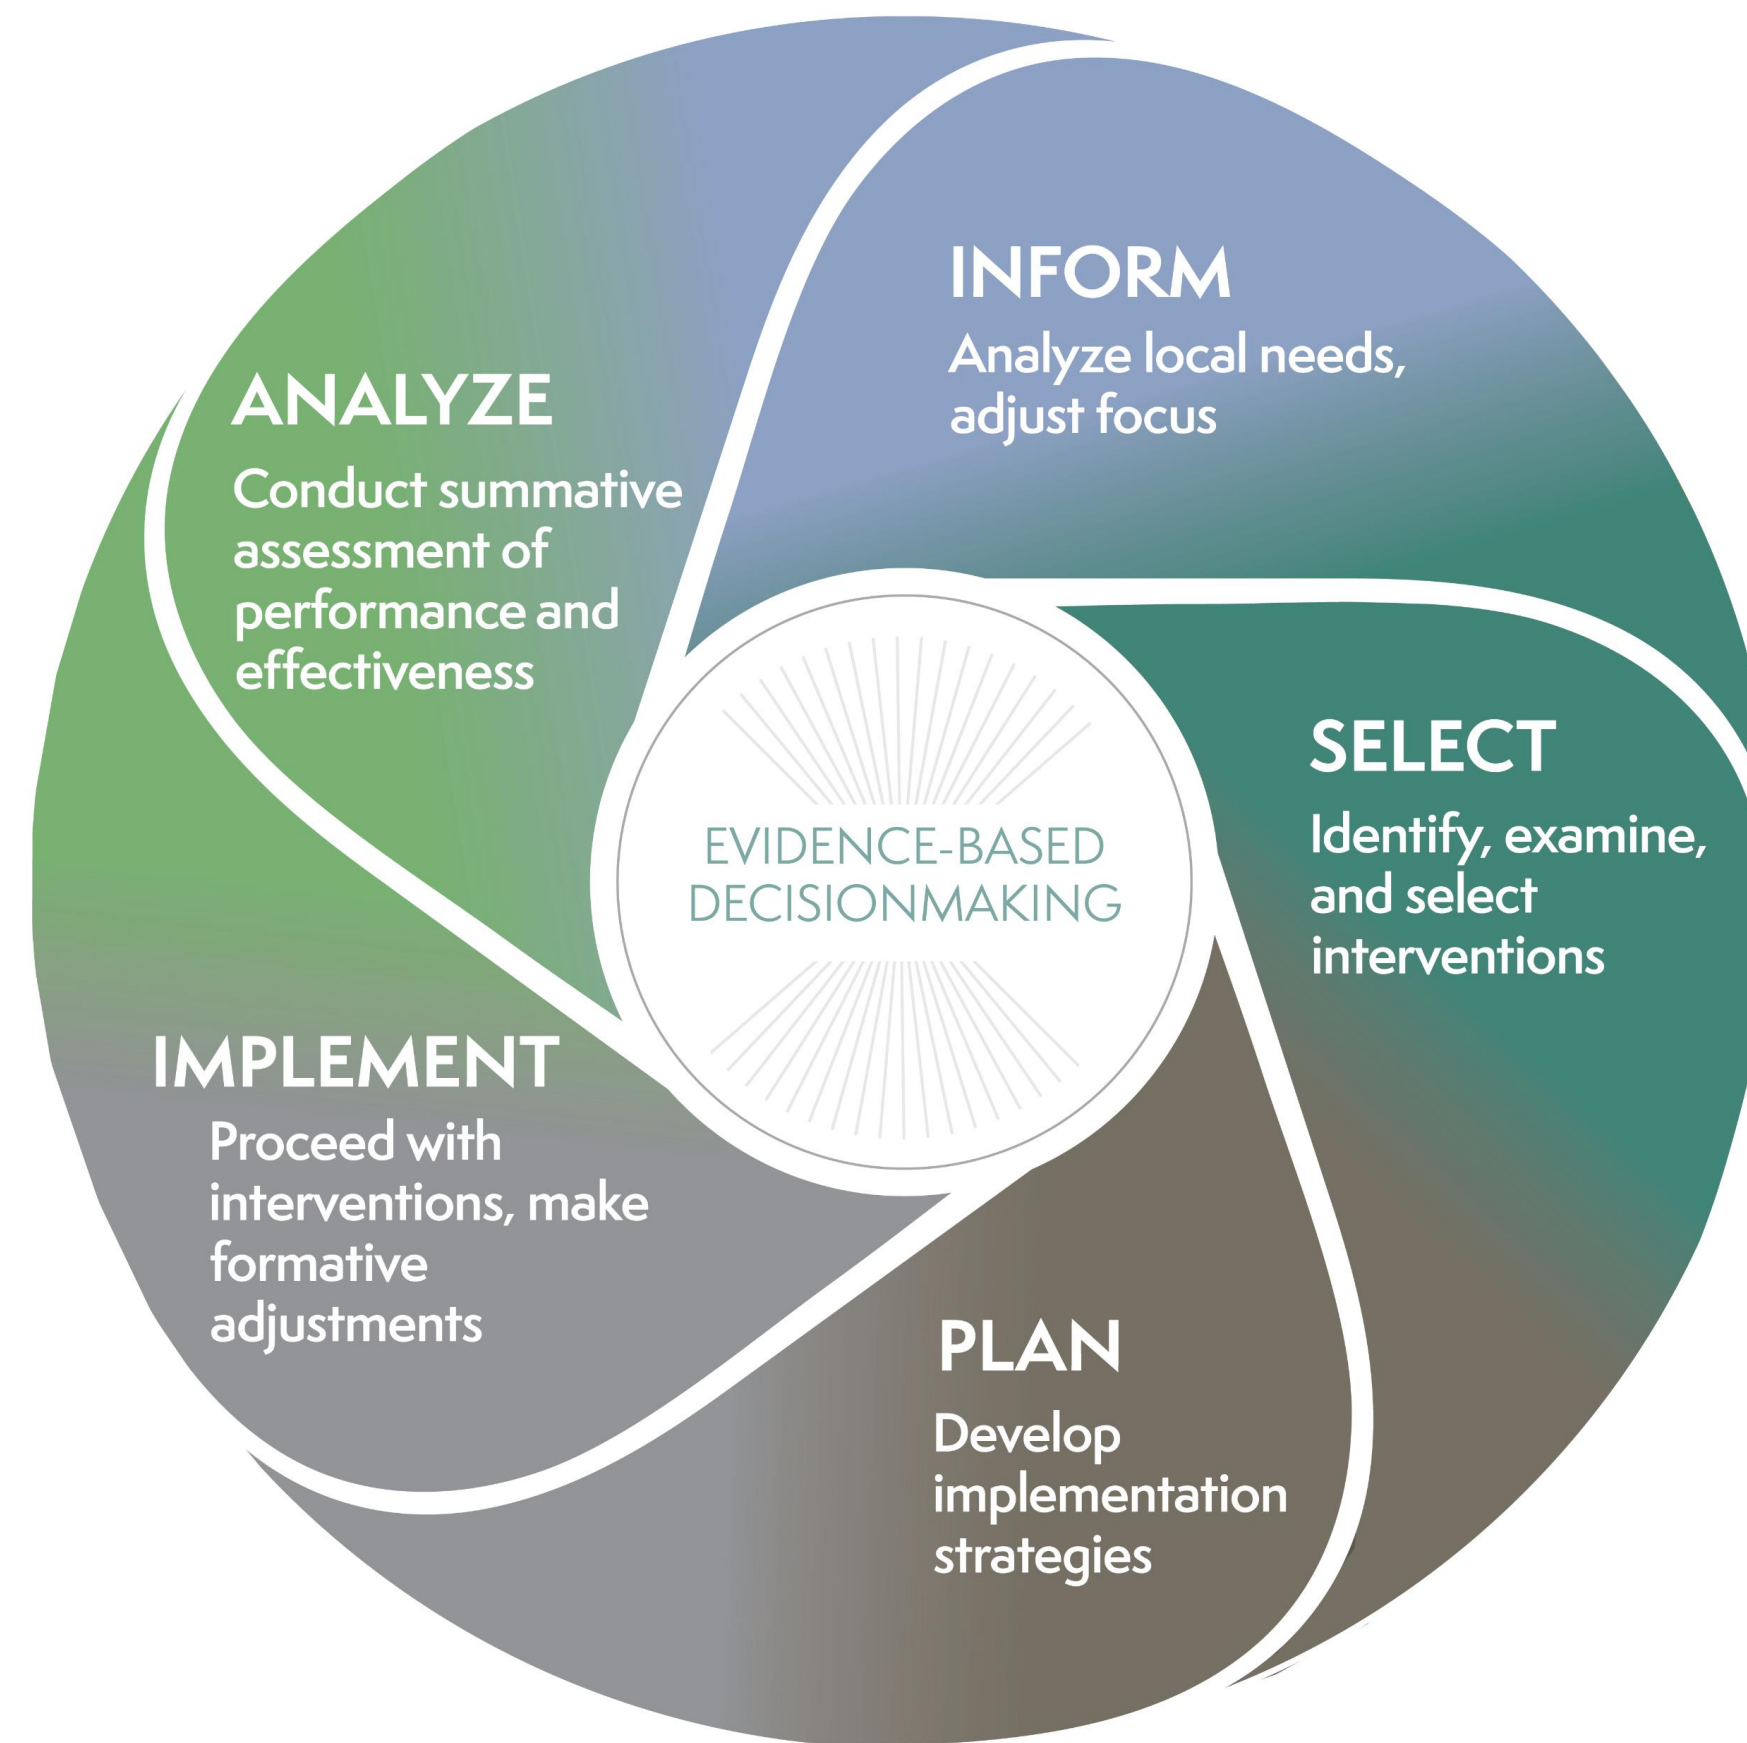 INFORM
Analyze local needs,
adjust focus
SELECT
Identify, examine,
and select
interventions
PLAN
Develop
implementation
strategies
IMPLEMENT
Proceed with
interventions, make
formative
adjustments
ANALYZE
Conduct summative
assessment of
performance and
effectiveness
EVIDENCE-BASED
DECISIONMAKING